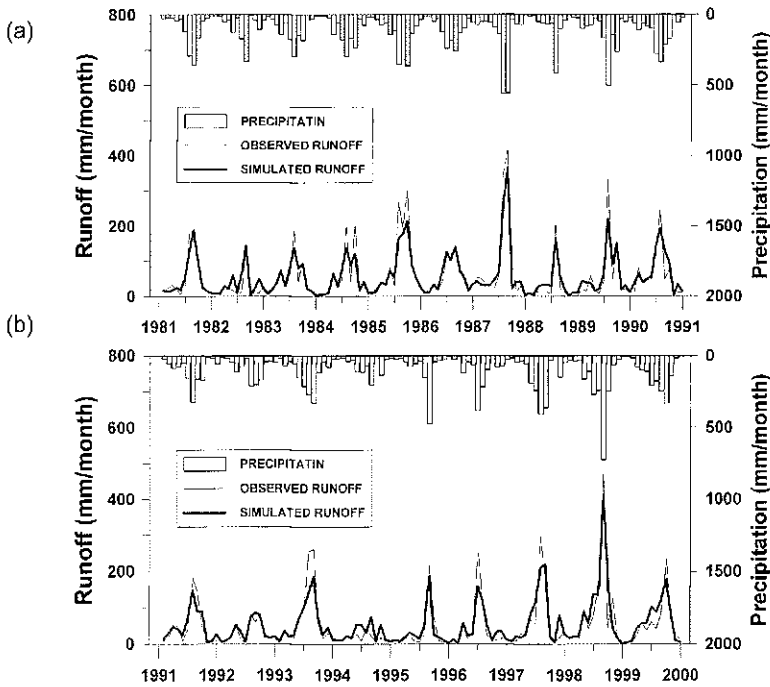 (a)
800
600
400
200
0
Runoff (mm/month)
0
500
1000
1500
2000
Precipitation (mm/month)
PRECIPITATIN
OBSERVED RUNOFF
SIMULATED RUNOFF
1981 1982 1983 1984 1985 1986 1987 1988 1989 1990 1991
(b)
800
600
400
200
0
Runoff (mm/month)
0
500
1000
1500
2000
Precipitation (mm/month)
PRECIPITATIN
OBSERVED RUNOFF
SIMULATED RUNOFF
1991 1992 1993 1994 1995 1996 1997 1998 1999 2000